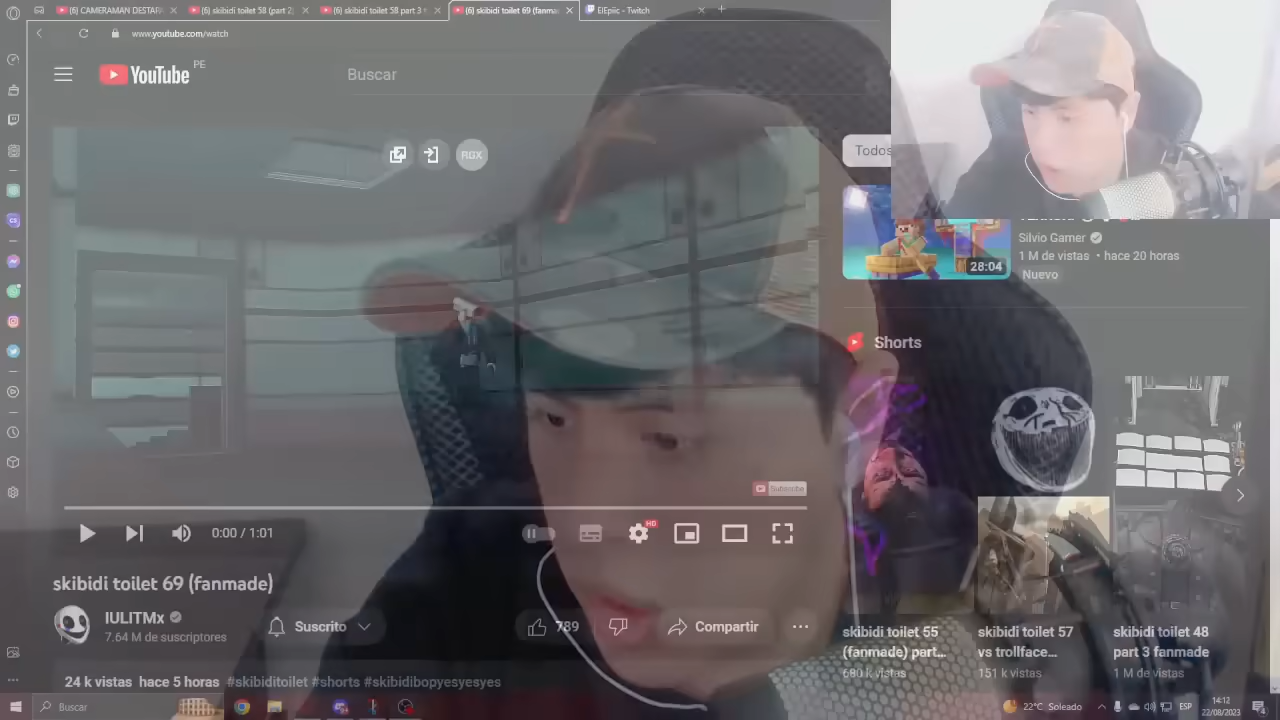 (6) CAMERAMAN DESTAP
(6) skibidi toilet 58 (part 2)
(6) skibidi toilet 58 part 3
(6) skibidi toilet 69 (fanma
ElEpiic - Twitch
www.youtube.com/watch
YouTube PE
Buscar
RGX
Todos
Silvio Gamer
1 M de vistas • hace 20 horas
28:04
Nuevo
Shorts
Subscribe
0:00 / 1:01
HD
skibidi toilet 69 (fanmade)
IULITMx
7.64 M de suscriptores
Suscrito
789
Compartir
skibidi toilet 55
(fanmade) part...
680 k vistas
skibidi toilet 57
vs trollface...
151 k vistas
skibidi toilet 48
part 3 fanmade
1 M de vistas
24 k vistas hace 5 horas #skibiditoilet #shorts #skibidibopyesyesyes
Buscar
22°C Soleado
ESP
14:12
22/08/2023